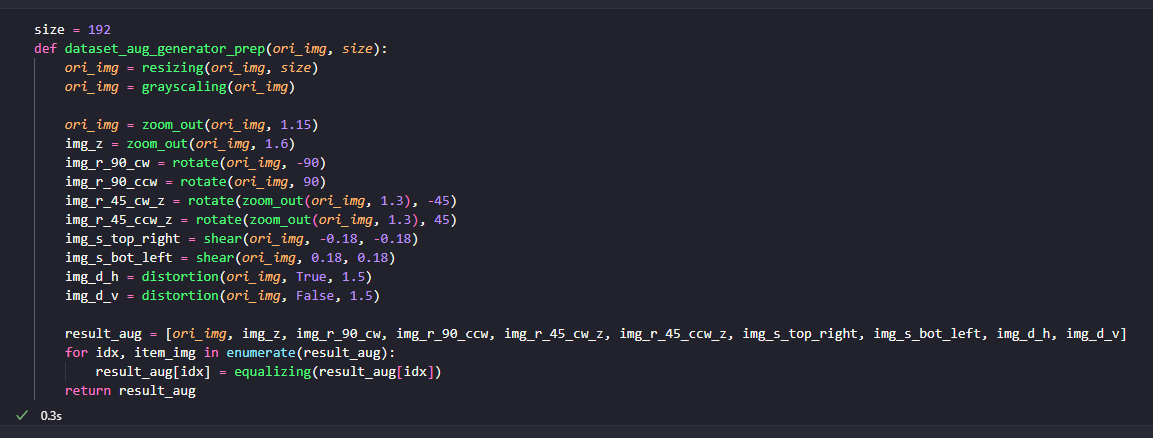 size = 192
def dataset_aug_generator_prep(ori_img, size):
    ori_img = resizing(ori_img, size)
    ori_img = grayscaling(ori_img)

    ori_img = zoom_out(ori_img, 1.15)
    img_z = zoom_out(ori_img, 1.6)
    img_r_90_cw = rotate(ori_img, -90)
    img_r_90_ccw = rotate(ori_img, 90)
    img_r_45_cw_z = rotate(zoom_out(ori_img, 1.3), -45)
    img_r_45_ccw_z = rotate(zoom_out(ori_img, 1.3), 45)
    img_s_top_right = shear(ori_img, -0.18, -0.18)
    img_s_bot_left = shear(ori_img, 0.18, 0.18)
    img_d_h = distortion(ori_img, True, 1.5)
    img_d_v = distortion(ori_img, False, 1.5)

    result_aug = [ori_img, img_z, img_r_90_cw, img_r_90_ccw, img_r_45_cw_z, img_r_45_ccw_z, img_s_top_right, img_s_bot_left, img_d_h, img_d_v]
    for idx, item_img in enumerate(result_aug):
        result_aug[idx] = equalizing(result_aug[idx])
    return result_aug
✓ 0.3s